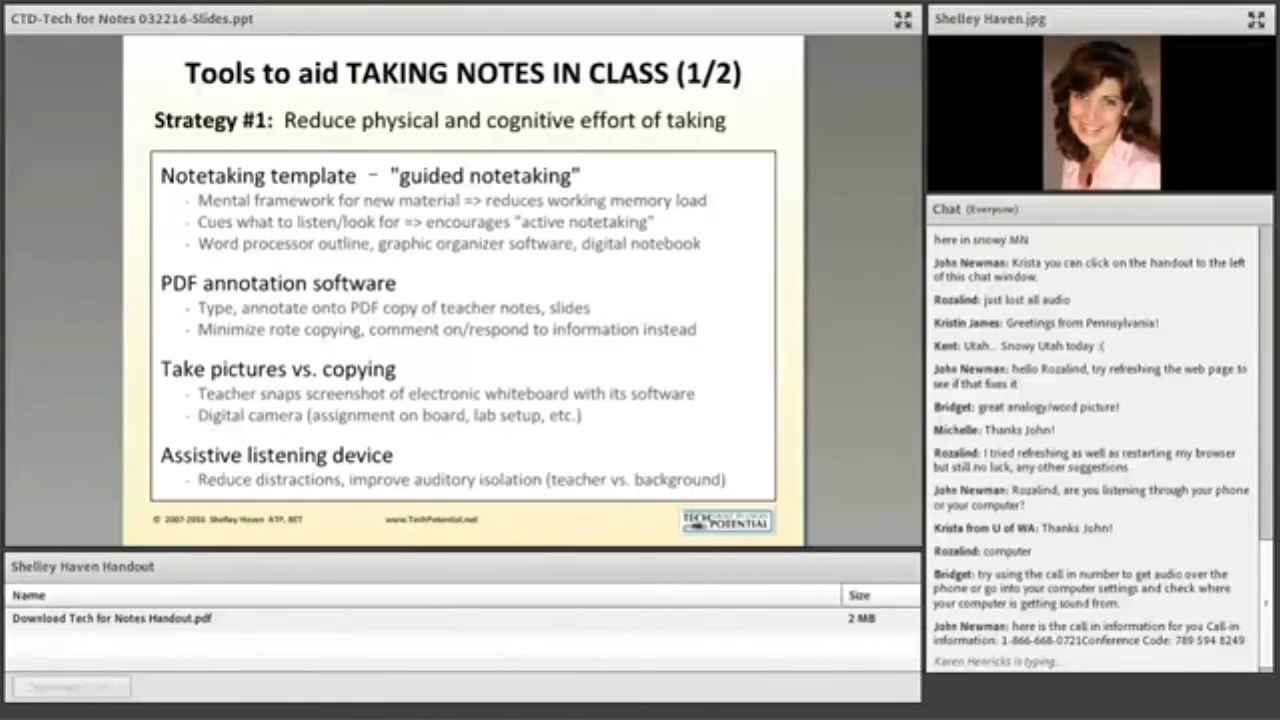 CTD-Tech for Notes 032216-Slides.ppt
Tools to aid TAKING NOTES IN CLASS (1/2)
Strategy #1: Reduce physical and cognitive effort of taking
Notetaking template – "guided notetaking"
· Mental framework for new material => reduces working memory load
· Cues what to listen/look for => encourages "active notetaking"
· Word processor outline, graphic organizer software, digital notebook
PDF annotation software
· Type, annotate onto PDF copy of teacher notes, slides
· Minimize rote copying, comment on/respond to information instead
Take pictures vs. copying
· Teacher snaps screenshot of electronic whiteboard with its software
· Digital camera (assignment on board, lab setup, etc.)
Assistive listening device
· Reduce distractions, improve auditory isolation (teacher vs. background)
© 2007-2016 Shelley Haven ATP, RET
www.TechPotential.net
TECH
POTENTIAL
Shelley Haven Handout
Name Size
Download Tech for Notes Handout.pdf 2 MB
Shelley Haven.jpg
Chat (Everyone)
here in snowy MN
John Newman: Krista you can click on the handout to the left
of this chat window.
Rozalind: just lost all audio
Kristin James: Greetings from Pennsylvania!
Kent: Utah.. Snowy Utah today :(
John Newman: hello Rozalind, try refreshing the web page to
see if that fixes it
Bridget: great analogy/word picture!
Michelle: Thanks John!
Rozalind: I tried refreshing as well as restarting my browser
but still no luck, any other suggestions
John Newman: Rozalind, are you listening through your phone
or your computer?
Krista from U of WA: Thanks John!
Rozalind: computer
Bridget: try using the call in number to get audio over the
phone or go into your computer settings and check where
your computer is getting sound from.
John Newman: here is the call in information for you Call-in
information: 1-866-668-0721Conference Code: 789 594 8249
Karen Henricks is typing...